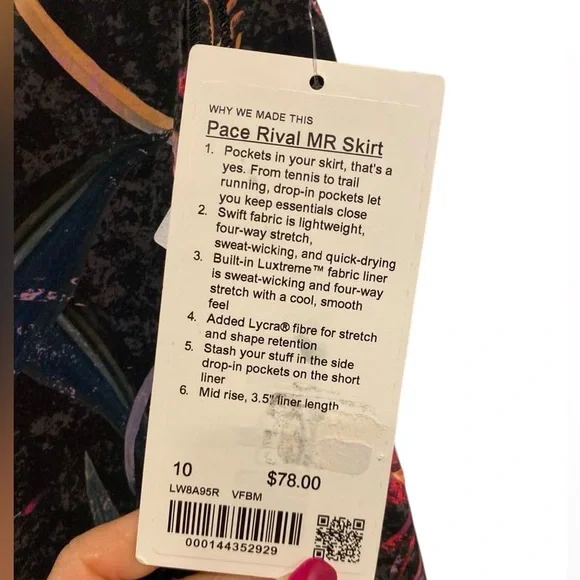 WHY WE MADE THIS
Pace Rival MR Skirt
1. Pockets in your skirt, that's a
yes. From tennis to trail
running, drop-in pockets let
you keep essentials close
2. Swift fabric is lightweight,
four-way stretch,
sweat-wicking, and quick-drying
3. Built-in Luxtreme™ fabric liner
is sweat-wicking and four-way
stretch with a cool, smooth
feel
4. Added Lycra® fibre for stretch
and shape retention
5. Stash your stuff in the side
drop-in pockets on the short
liner
6. Mid rise, 3.5" liner length
10 $78.00
LW8A95R VFBM
000144352929